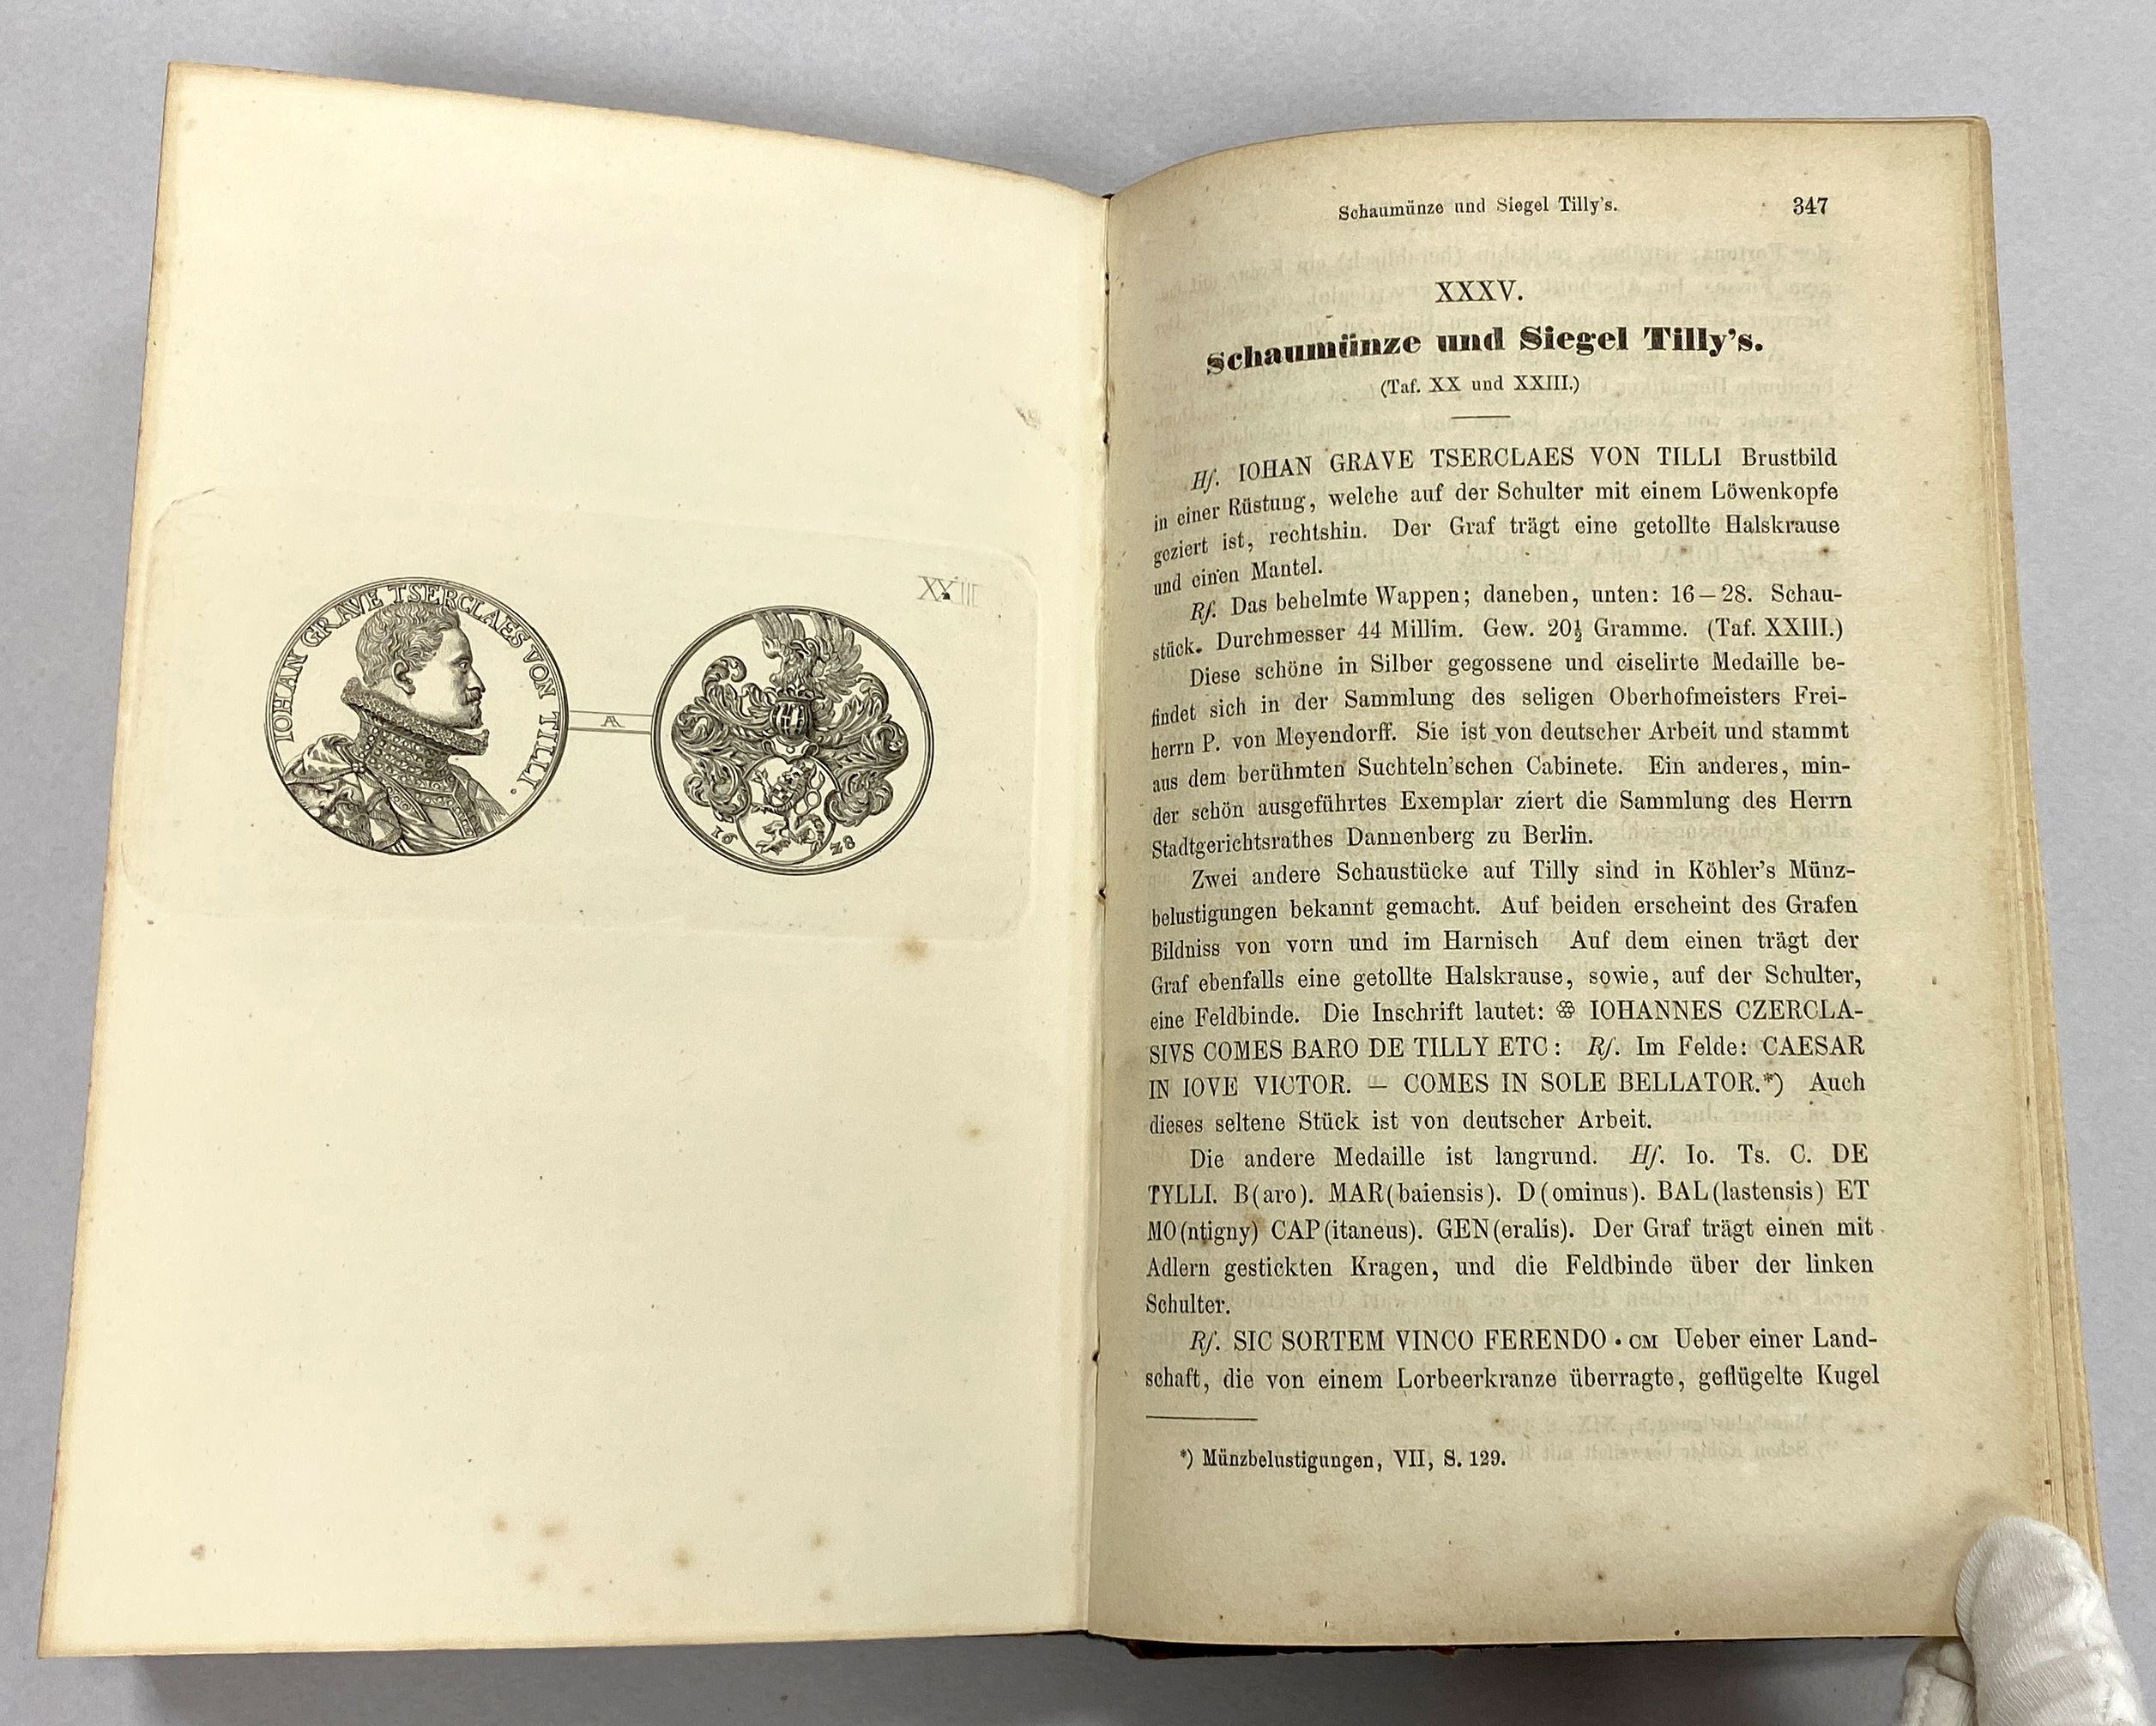 XXIII
IOHAN GRAVE TSERCLAES VON TILLI.
16 28
Schaumünze und Siegel Tilly's. 347
XXXV.
Schaumünze und Siegel Tilly's.
(Taf. XX und XXIII.)
Hf. IOHAN GRAVE TSERCLAES VON TILLI Brustbild
in einer Rüstung, welche auf der Schulter mit einem Löwenkopfe
geziert ist, rechtshin. Der Graf trägt eine getollte Halskrause
und einen Mantel.
Rf. Das behelmte Wappen; daneben, unten: 16—28. Schau-
stück. Durchmesser 44 Millim. Gew. 20½ Gramme. (Taf. XXIII.)
Diese schöne in Silber gegossene und ciselirte Medaille be-
findet sich in der Sammlung des seligen Oberhofmeisters Frei-
herrn P. von Meyendorff. Sie ist von deutscher Arbeit und stammt
aus dem berühmten Suchteln'schen Cabinete. Ein anderes, min-
der schön ausgeführtes Exemplar ziert die Sammlung des Herrn
Stadtgerichtsrathes Dannenberg zu Berlin.
Zwei andere Schaustücke auf Tilly sind in Köhler's Münz-
belustigungen bekannt gemacht. Auf beiden erscheint des Grafen
Bildniss von vorn und im Harnisch Auf dem einen trägt der
Graf ebenfalls eine getollte Halskrause, sowie, auf der Schulter,
eine Feldbinde. Die Inschrift lautet: ꕥ IOHANNES CZERCLA-
SIVS COMES BARO DE TILLY ETC: Rf. Im Felde: CAESAR
IN IOVE VICTOR. — COMES IN SOLE BELLATOR.*) Auch
dieses seltene Stück ist von deutscher Arbeit.
Die andere Medaille ist langrund. Hf. Io. Ts. C. DE
TYLLI. B(aro). MAR(baiensis). D(ominus). BAL(lastensis) ET
MO(ntigny) CAP(itaneus). GEN(eralis). Der Graf trägt einen mit
Adlern gestickten Kragen, und die Feldbinde über der linken
Schulter.
Rf. SIC SORTEM VINCO FERENDO • CM Ueber einer Land-
schaft, die von einem Lorbeerkranze überragte, geflügelte Kugel
*) Münzbelustigungen, VII, S. 129.